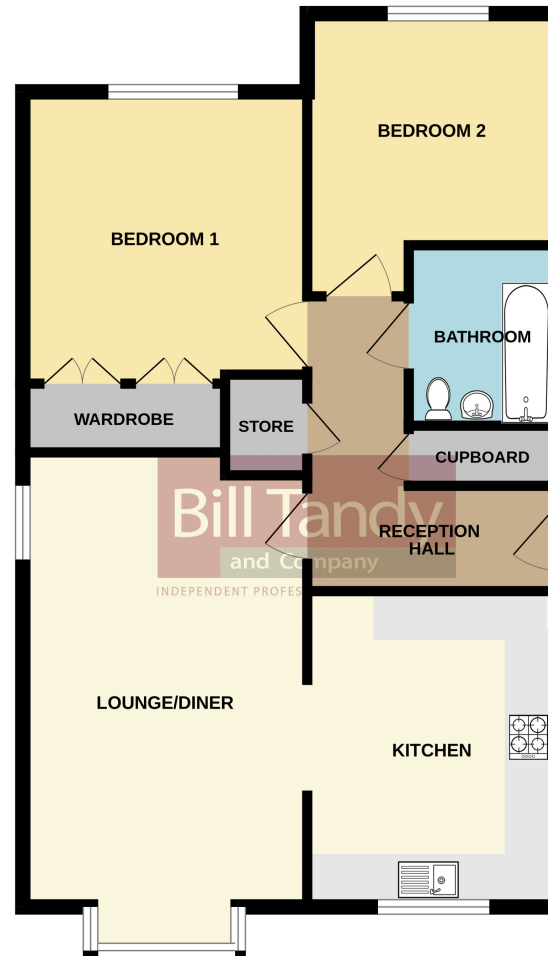 BEDROOM 2
BEDROOM 1
BATHROOM
WARDROBE
STORE
CUPBOARD
Bill Tandy
and Company
INDEPENDENT PROFES
RECEPTION
HALL
LOUNGE/DINER
KITCHEN